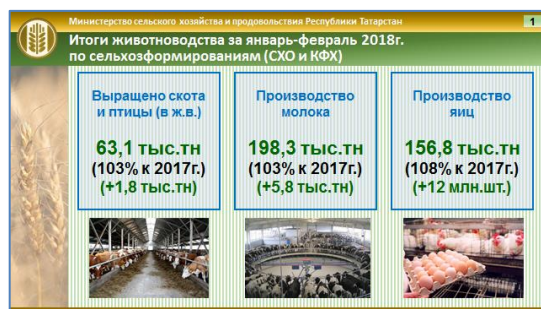 Министерство сельского хозяйства и продовольствия Республики Татарстан
1
Итоги животноводства за январь-февраль 2018г.
по сельхозформированиям (СХО и КФХ)
Выращено скота
и птицы (в ж.в.)
63,1 тыс.тн
(103% к 2017г.)
(+1,8 тыс.тн)
Производство
молока
198,3 тыс.тн
(103% к 2017г.)
(+5,8 тыс.тн)
Производство
яиц
156,8 тыс.тн
(108% к 2017г.)
(+12 млн.шт.)